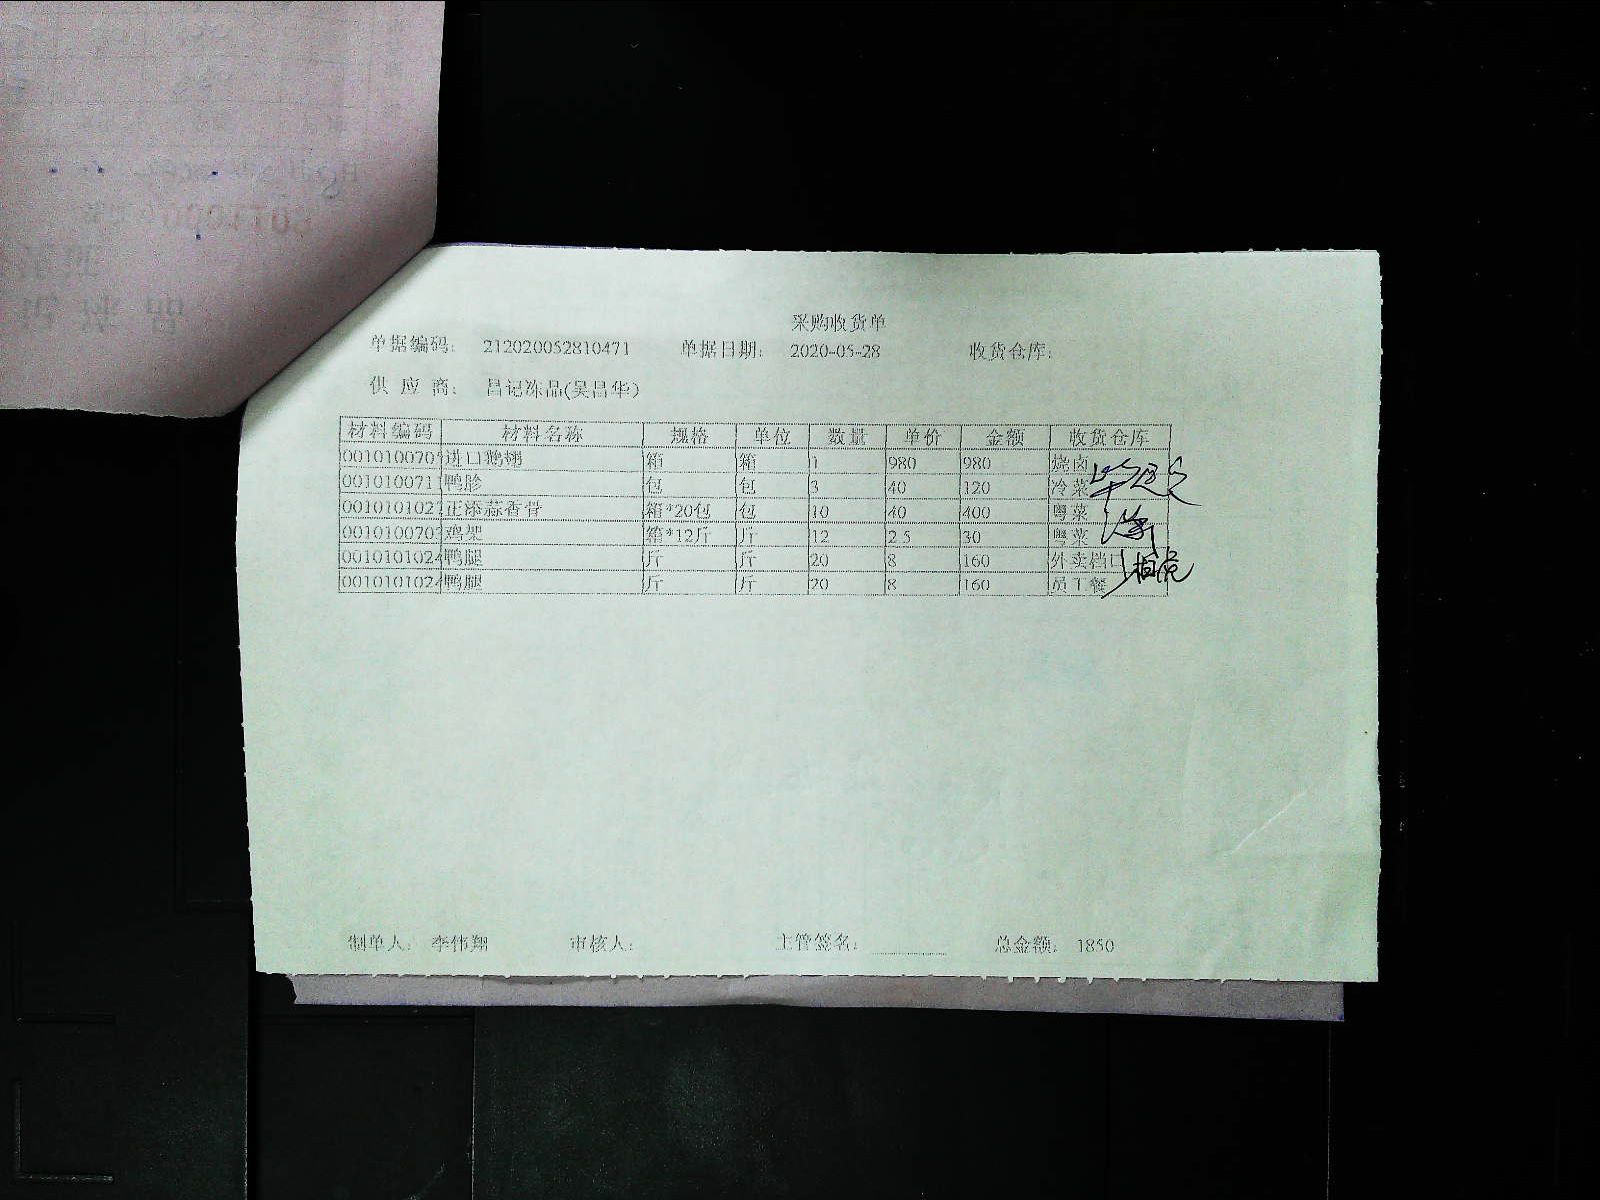 采购收货单
单据编码: 212020052810471 单据日期: 2020-05-28 收货仓库:
供 应 商: 昌记冻品(吴昌华)
材料编码 材料名称 规格 单位 数量 单价 金额 收货仓库
001010070 进口鹅翅 箱 箱 1 980 980 烧卤
001010071 鸭胗 包 包 3 40 120 冷菜
001010102 正添蒜香骨 箱*20包 包 10 40 400 粤菜
001010070 鸡架 箱*12斤 斤 12 2.5 30 粤菜
0010101024 鸭腿 斤 斤 20 8 160 外卖档口
0010101024 鸭腿 斤 斤 20 8 160 员工餐
制单人: 李伟翔 审核人: 主管签名: 总金额: 1850